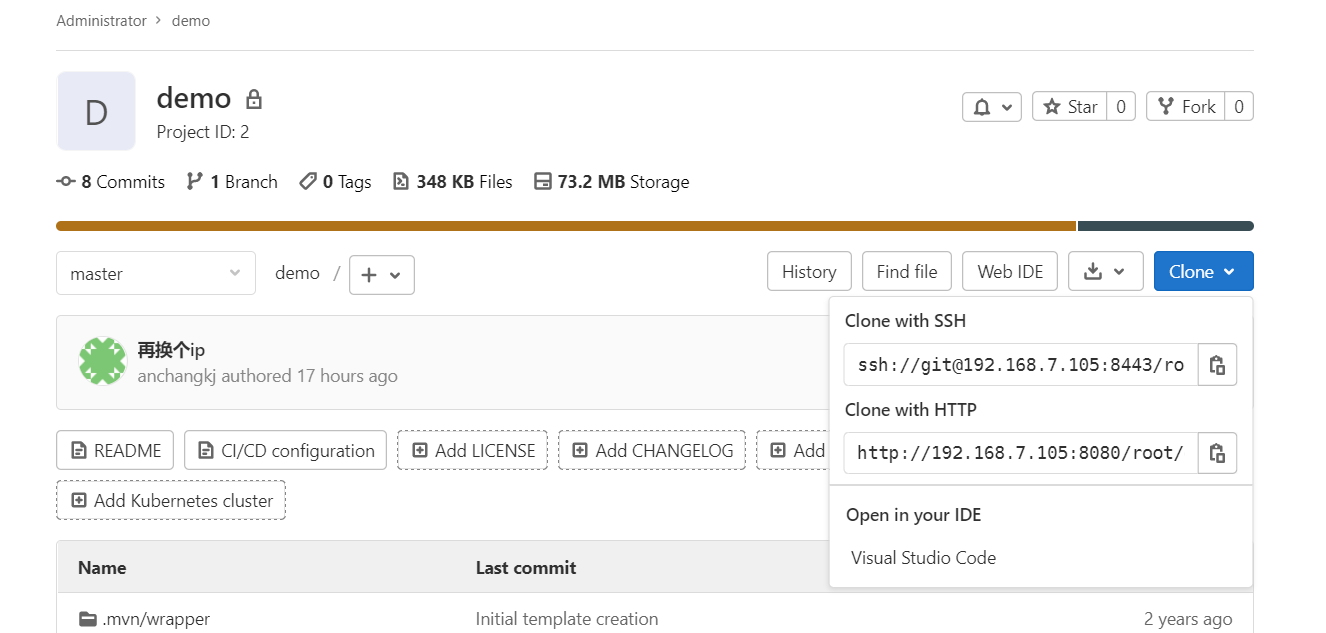 Administrator > demo
D
demo
Project ID: 2
Star 0
Fork 0
8 Commits 1 Branch 0 Tags 348 KB Files 73.2 MB Storage
master
demo /
History
Find file
Web IDE
Clone
再换个ip
anchangkj authored 17 hours ago
Clone with SSH
ssh://git@192.168.7.105:8443/ro
Clone with HTTP
http://192.168.7.105:8080/root/
Open in your IDE
Visual Studio Code
README
CI/CD configuration
Add LICENSE
Add CHANGELOG
Add
Add Kubernetes cluster
Name Last commit
.mvn/wrapper Initial template creation 2 years ago